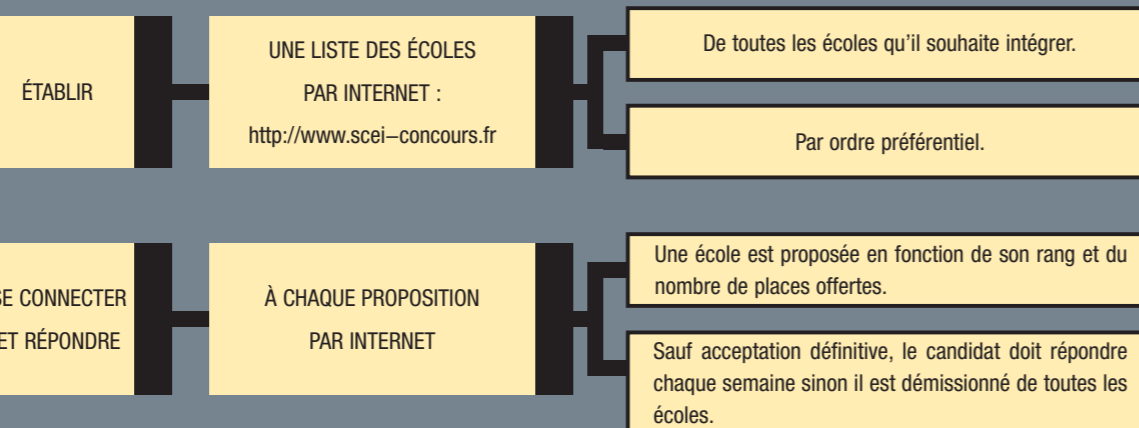 ÉTABLIR
UNE LISTE DES ÉCOLES
PAR INTERNET :
http://www.scei–concours.fr
De toutes les écoles qu'il souhaite intégrer.
Par ordre préférentiel.
SE CONNECTER
ET RÉPONDRE
À CHAQUE PROPOSITION
PAR INTERNET
Une école est proposée en fonction de son rang et du
nombre de places offertes.
Sauf acceptation définitive, le candidat doit répondre
chaque semaine sinon il est démissionné de toutes les
écoles.